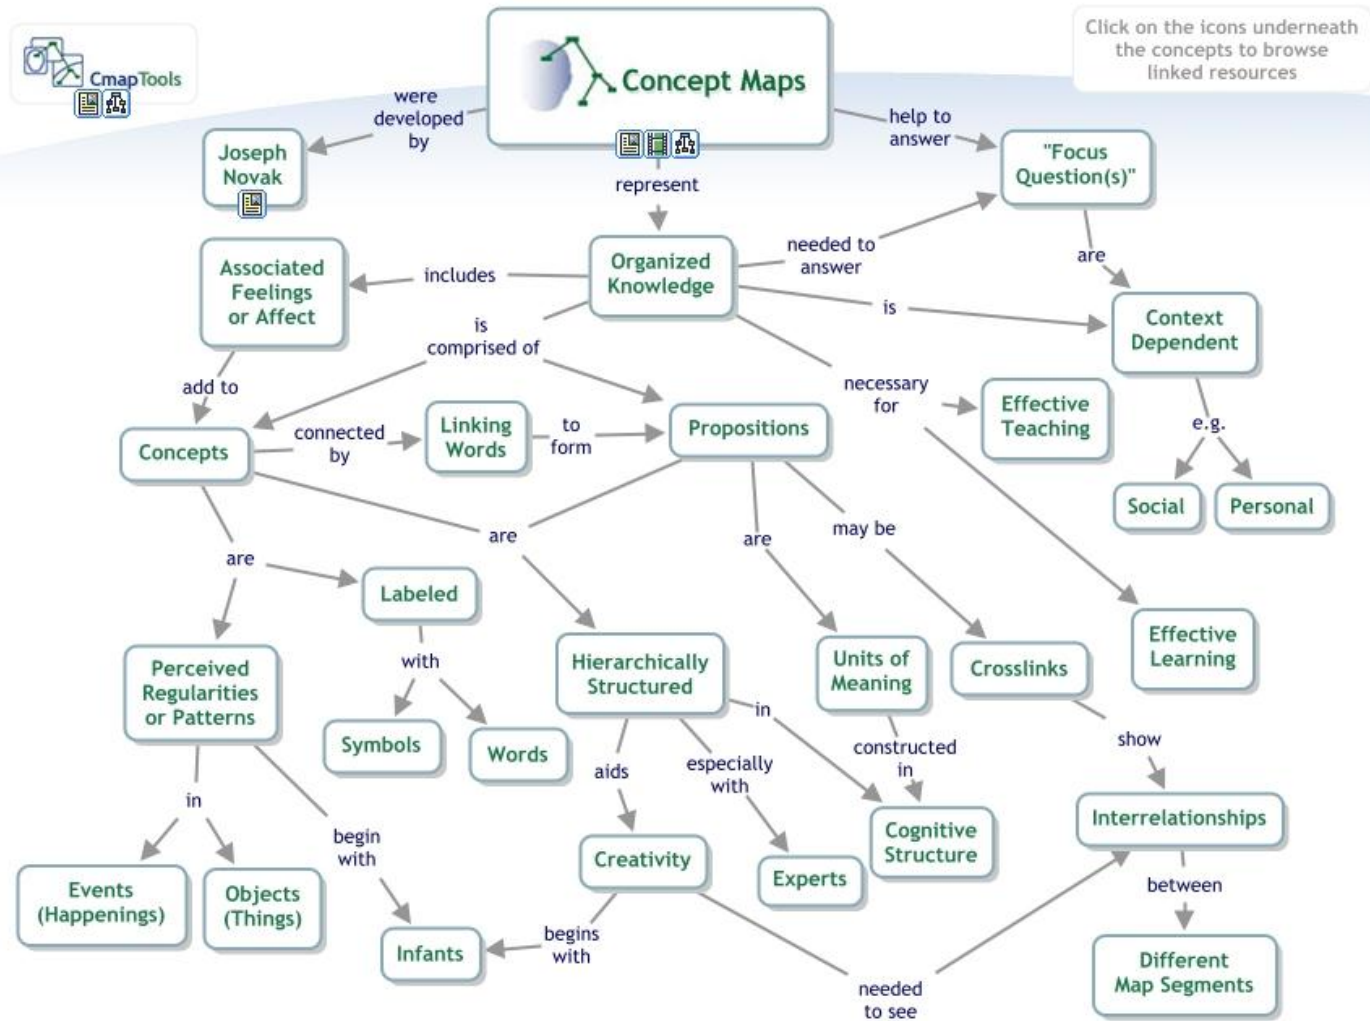 CmapTools
Concept Maps
Click on the icons underneath
the concepts to browse
linked resources
were
developed
by
help to
answer
Joseph
Novak
represent
"Focus
Question(s)"
Associated
Feelings
or Affect
includes
Organized
Knowledge
needed to
answer
are
is
comprised of
is
Context
Dependent
add to
necessary
for
Effective
Teaching
e.g.
Concepts
connected
by
Linking
Words
to
form
Propositions
Social
Personal
are
are
are
may be
Labeled
with
Symbols
Words
Perceived
Regularities
or Patterns
Hierarchically
Structured
Units of
Meaning
Crosslinks
Effective
Learning
in
begin
with
aids
especially
with
in
constructed
in
show
Events
(Happenings)
Objects
(Things)
Infants
Creativity
begins
with
Experts
Cognitive
Structure
Interrelationships
between
needed
to see
Different
Map Segments